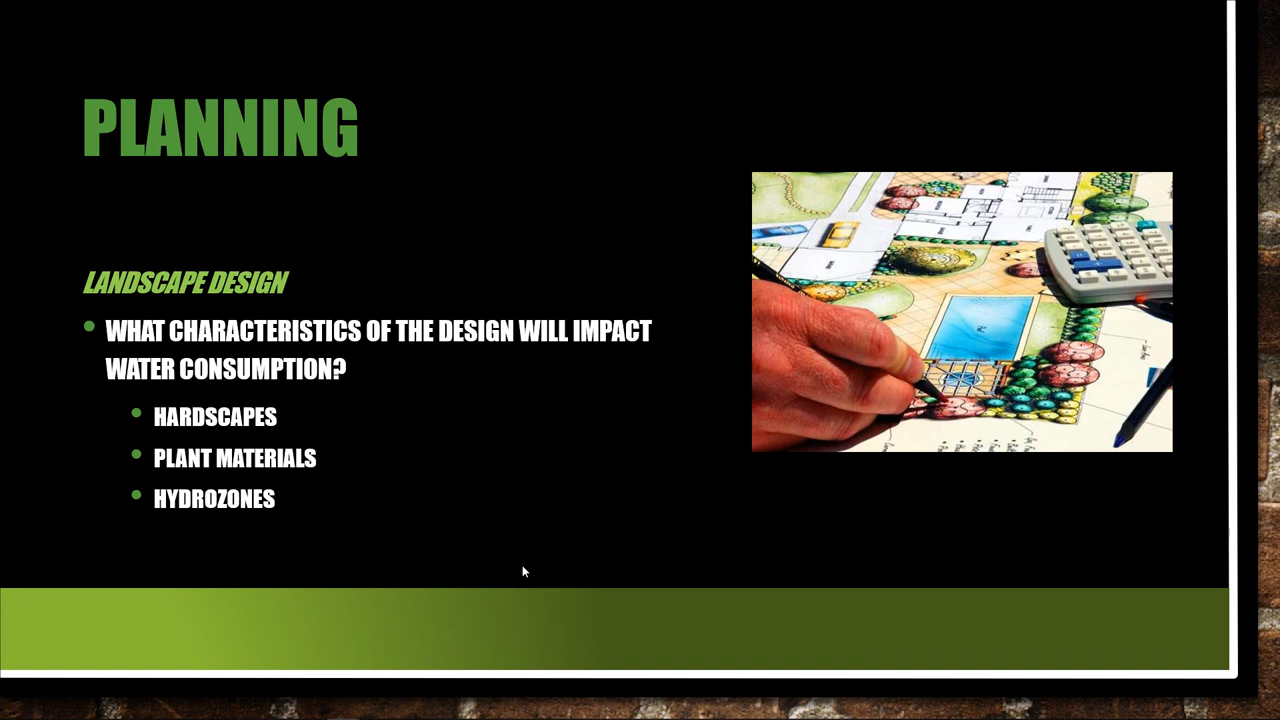 PLANNING
LANDSCAPE DESIGN
• WHAT CHARACTERISTICS OF THE DESIGN WILL IMPACT
WATER CONSUMPTION?
• HARDSCAPES
• PLANT MATERIALS
• HYDROZONES